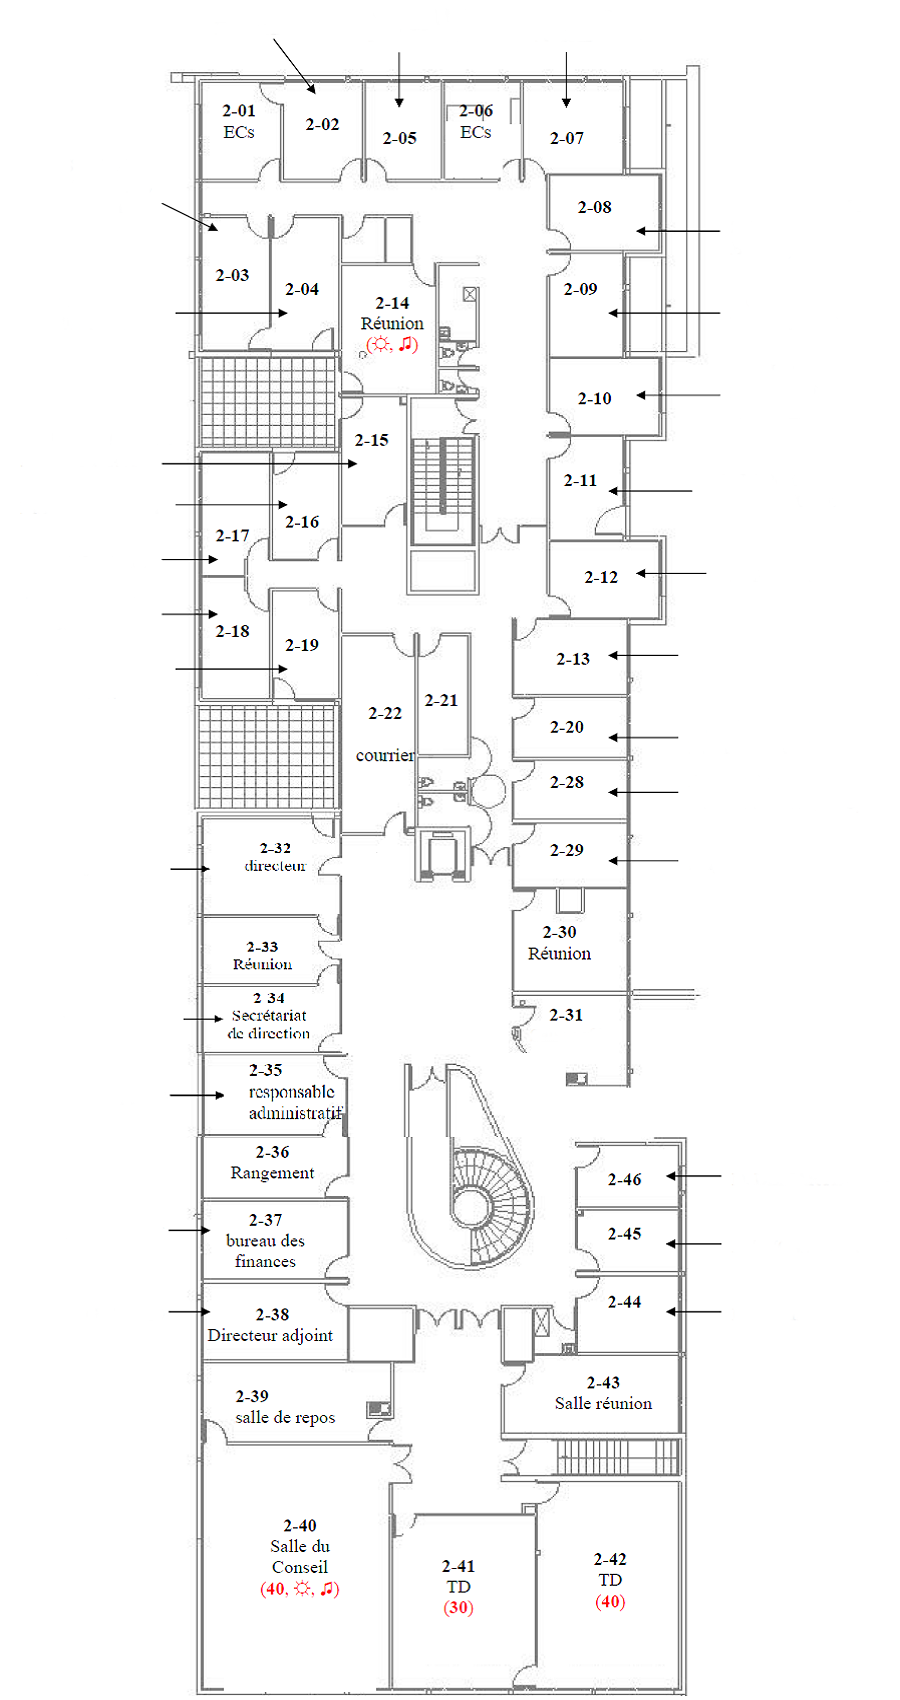 2-01
ECs
2-02
2-05
2-06
ECs
2-07
2-08
2-03
2-04
2-09
2-14
Réunion
(☼, ♫)
2-10
2-15
2-11
2-16
2-17
2-12
2-18
2-19
2-13
2-22
courrier
2-21
2-20
2-28
2-32
directeur
2-29
2-33
Réunion
2-30
Réunion
2-34
Secrétariat
de direction
2-31
2-35
responsable
administratif
2-36
Rangement
2-46
2-37
bureau des
finances
2-45
2-38
Directeur adjoint
2-44
2-39
salle de repos
2-43
Salle réunion
2-40
Salle du
Conseil
(40, ☼, ♫)
2-41
TD
(30)
2-42
TD
(40)